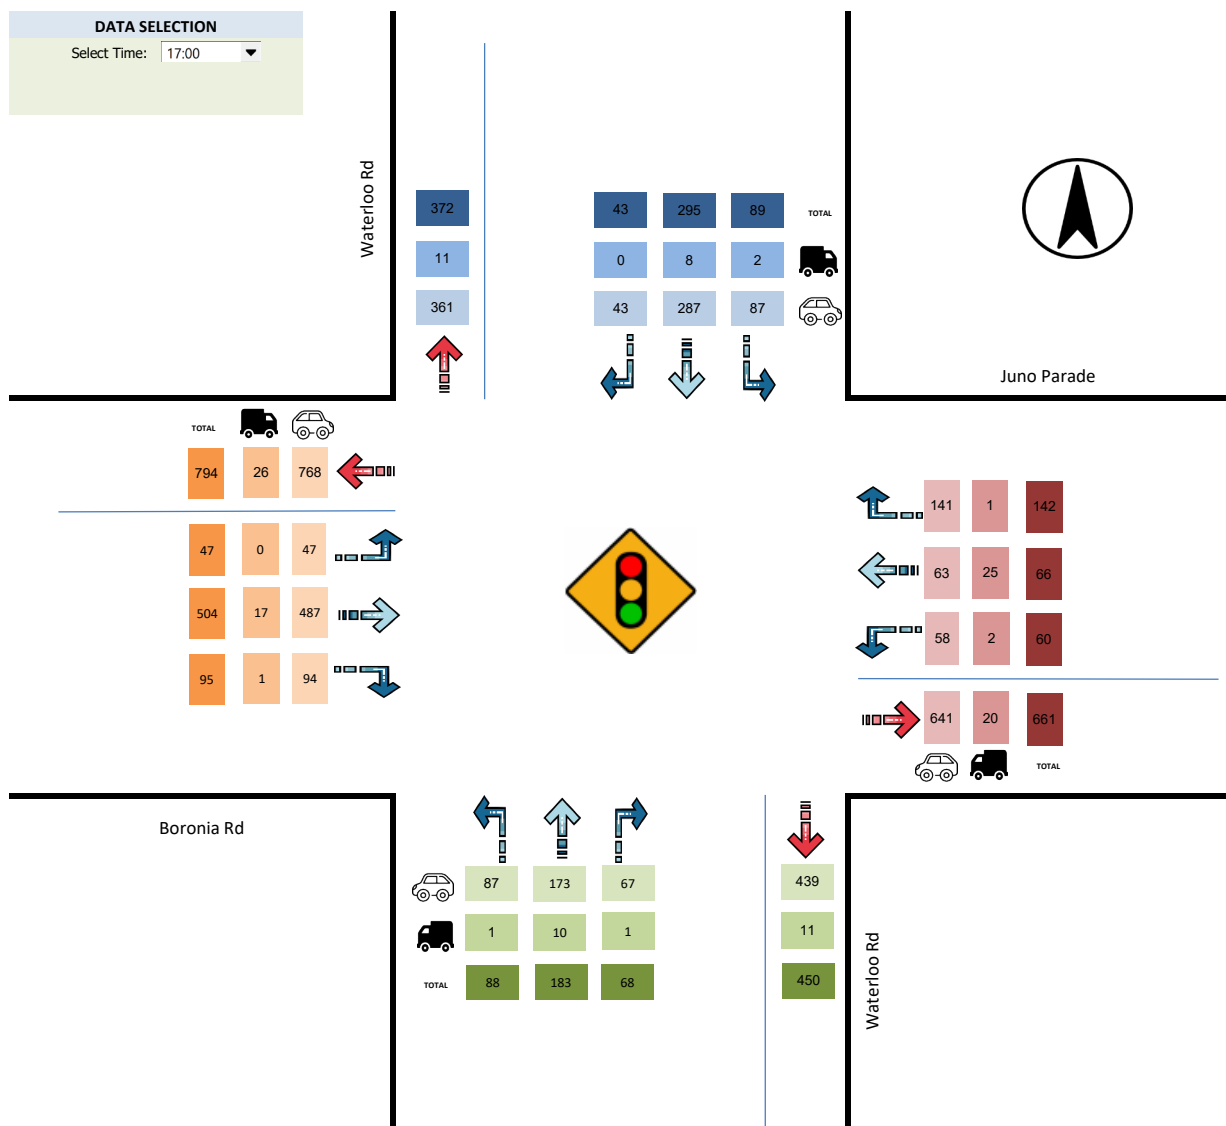 DATA SELECTION
Select Time: 17:00
Waterloo Rd
372
11
361
43 295 89 TOTAL
0 8 2
43 287 87
Juno Parade
TOTAL
794 26 768
47 0 47
504 17 487
95 1 94
141 1 142
63 25 66
58 2 60
641 20 661
TOTAL
Boronia Rd
87 173 67
1 10 1
TOTAL 88 183 68
439
11
450
Waterloo Rd